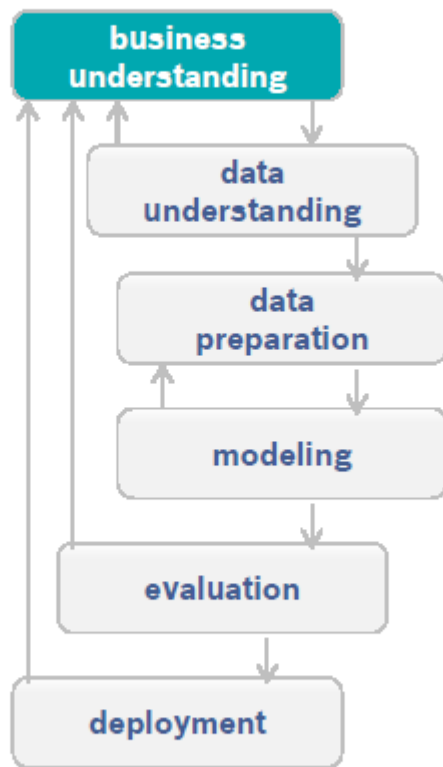 business
understanding
data
understanding
data
preparation
modeling
evaluation
deployment